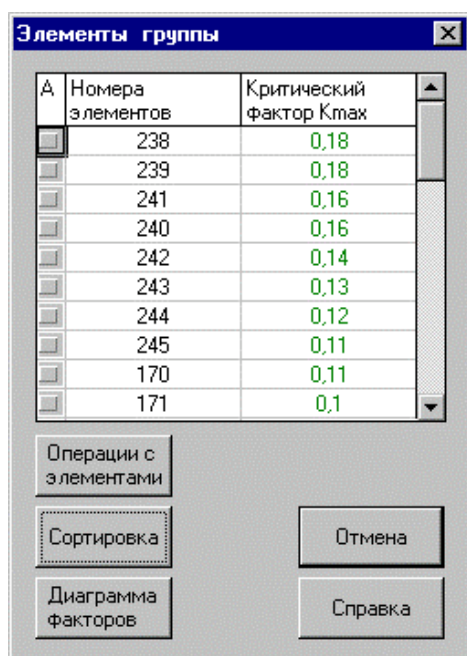 Элементы группы
А Номера элементов Критический фактор Kmax
238 0,18
239 0,18
241 0,16
240 0,16
242 0,14
243 0,13
244 0,12
245 0,11
170 0,11
171 0,1
Операции с
элементами
Сортировка
Отмена
Диаграмма
факторов
Справка